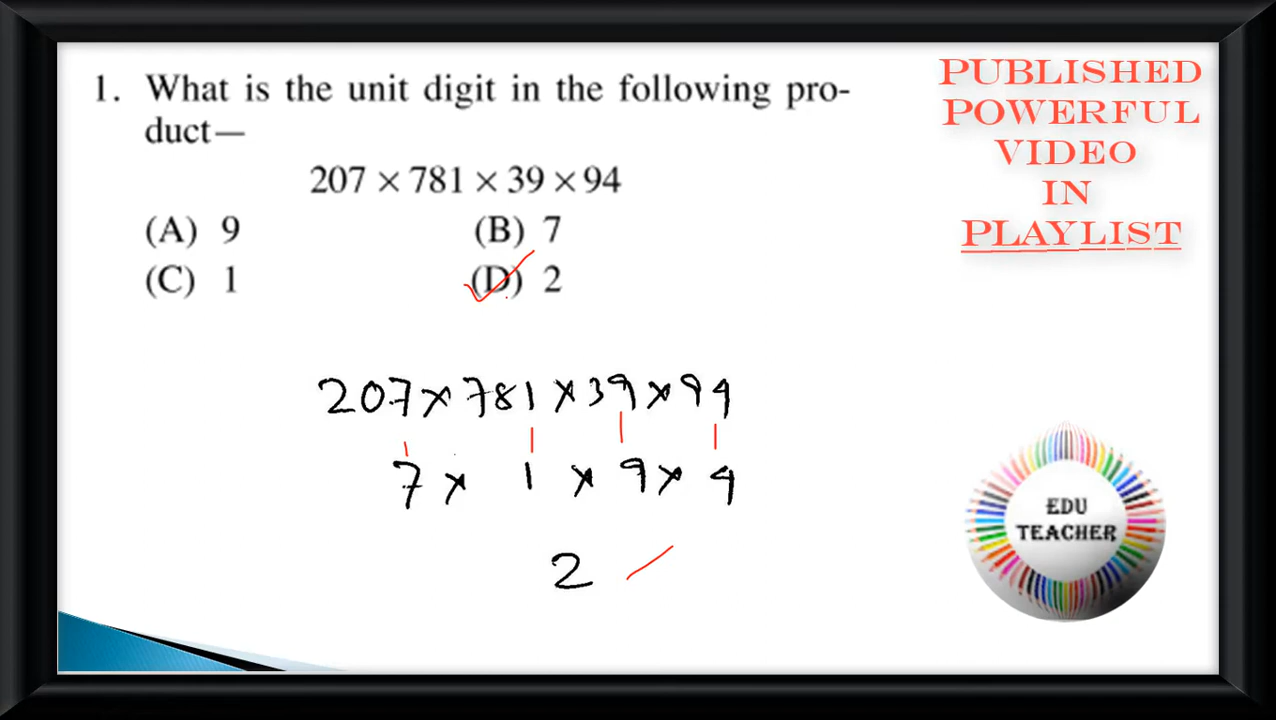 1. What is the unit digit in the following pro-
duct—
207 × 781 × 39 × 94
(A) 9 (B) 7
(C) 1 (D) 2
207 × 781 × 39 × 94
7 × 1 × 9 × 4
2
PUBLISHED
POWERFUL
VIDEO
IN
PLAYLIST
EDU
TEACHER